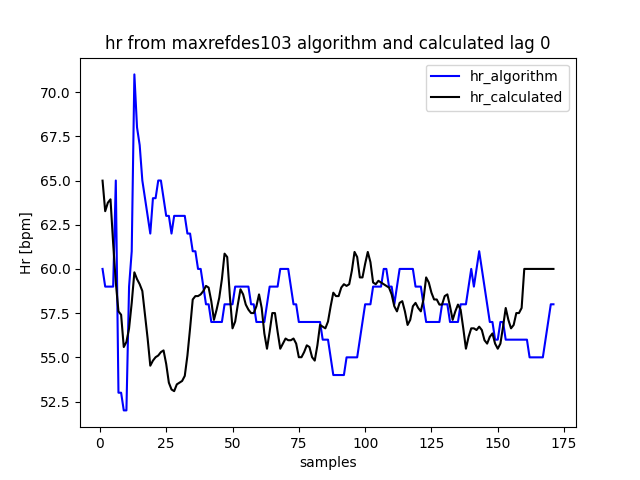 hr from maxrefdes103 algorithm and calculated lag 0
hr_algorithm
hr_calculated
70.0
67.5
65.0
62.5
60.0
57.5
55.0
52.5
Hr [bpm]
0 25 50 75 100 125 150 175
samples